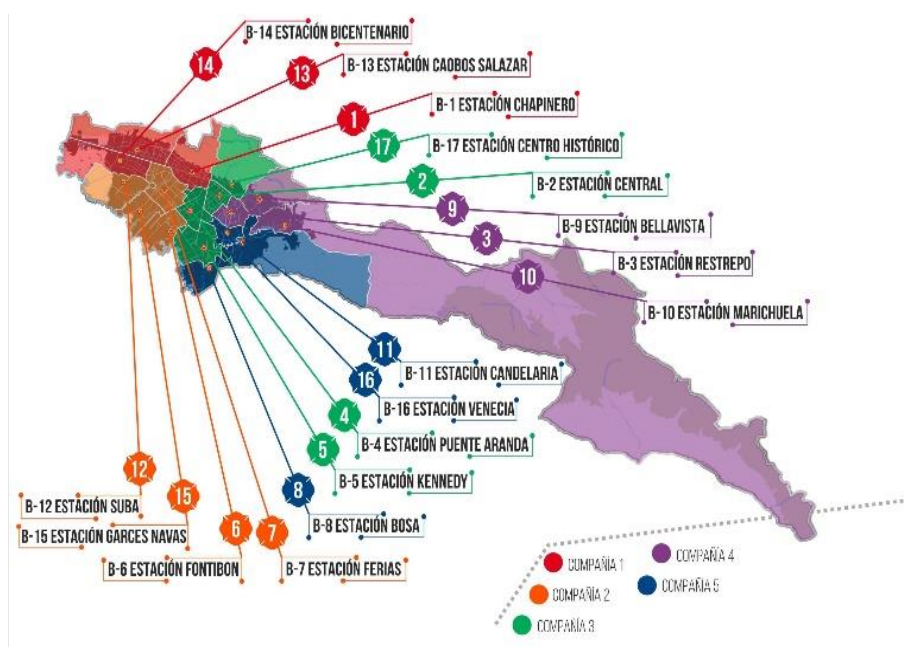 B-14 ESTACIÓN BICENTENARIO
14
B-13 ESTACIÓN CAOBOS SALAZAR
13
B-1 ESTACIÓN CHAPINERO
1
B-17 ESTACIÓN CENTRO HISTÓRICO
17
B-2 ESTACIÓN CENTRAL
2
B-9 ESTACIÓN BELLAVISTA
9
B-3 ESTACIÓN RESTREPO
3
B-10 ESTACIÓN MARICHUELA
10
11
B-11 ESTACIÓN CANDELARIA
16
B-16 ESTACIÓN VENECIA
4
B-4 ESTACIÓN PUENTE ARANDA
5
B-5 ESTACIÓN KENNEDY
8
B-8 ESTACIÓN BOSA
12
B-12 ESTACIÓN SUBA
15
B-15 ESTACIÓN GARCES NAVAS
6
B-6 ESTACIÓN FONTIBON
7
B-7 ESTACIÓN FERIAS
COMPAÑÍA 1
COMPAÑÍA 2
COMPAÑÍA 3
COMPAÑÍA 4
COMPAÑÍA 5